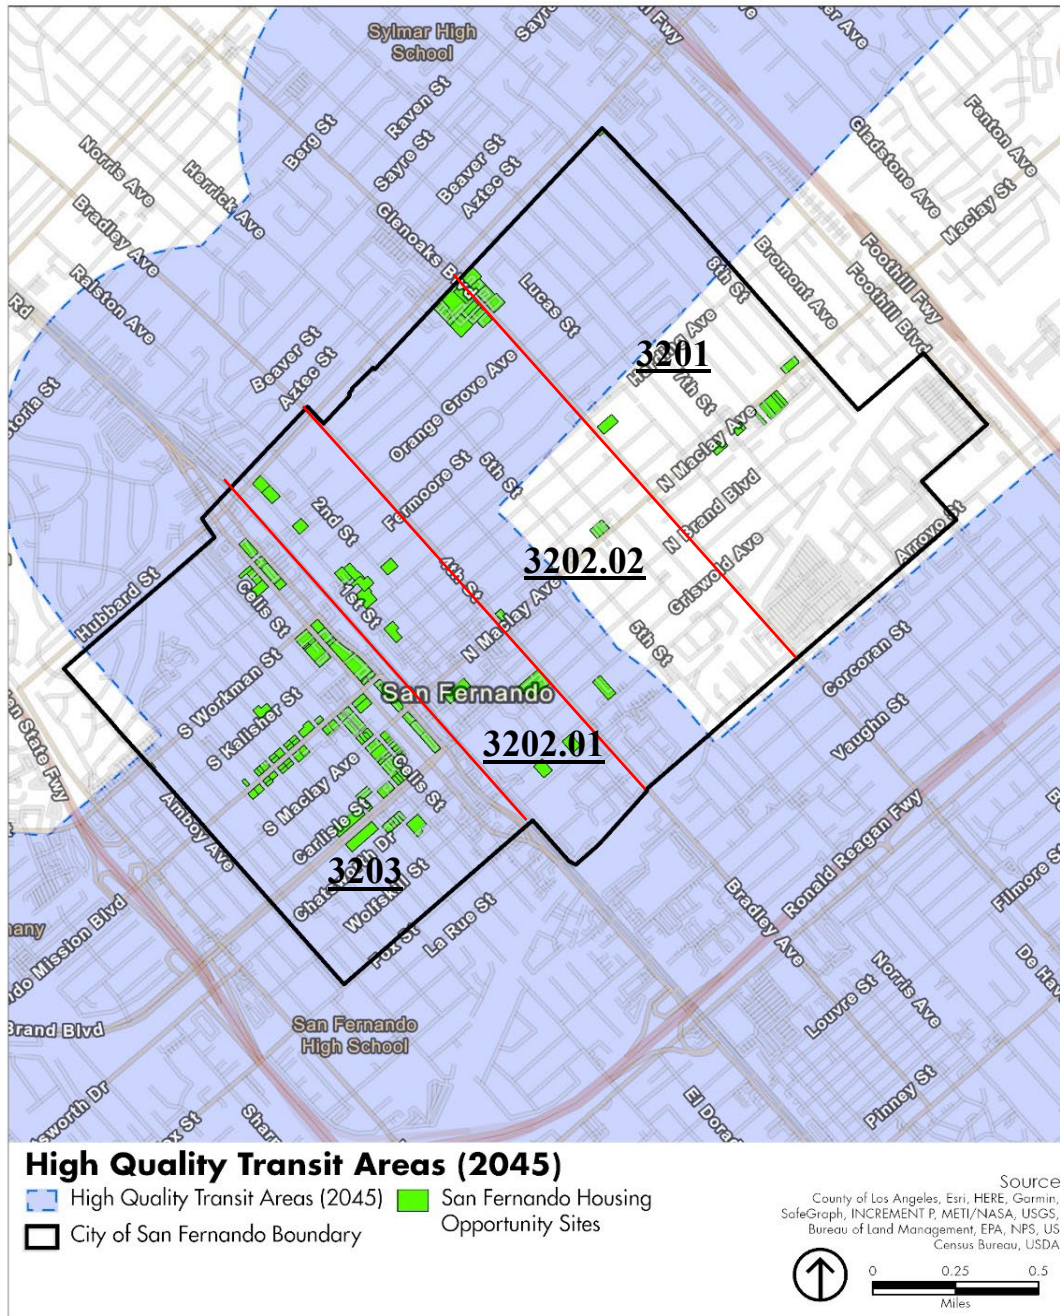 Sylmar High
School
Sayre St
Raven St
Sayre St
Berg St
Beaver St
Aztec St
Norris Ave
Herrick Ave
Bradley Ave
Ralston Ave
Rd
Glenoaks Blvd
Lucas St
8th St
Gladstone Ave
Fenton Ave
Maclay St
Bromont Ave
Foothill Fwy
Foothill Blvd
3201
7th St
Beaver St
Aztec St
Orange Grove Ave
Fermoore St
5th St
N Maclay Ave
N Brand Blvd
Griswold Ave
Arroyo St
2nd St
1st St
4th St
3202.02
N Maclay Ave
5th St
Hubbard St
Celis St
San Fernando
Corcoran St
Vaughn St
S Workman St
S Kalisher St
3202.01
S Maclay Ave
Celis St
Carlisle St
Amboy Ave
3203
Wolfskill St
Fox St
La Rue St
Bradley Ave
Ronald Reagan Fwy
Filmore St
Norris Ave
Louvre St
Pinney St
Brand Blvd
San Fernando
High School
High Quality Transit Areas (2045)
High Quality Transit Areas (2045)
San Fernando Housing
Opportunity Sites
City of San Fernando Boundary
Source
County of Los Angeles, Esri, HERE, Garmin,
SafeGraph, INCREMENT P, METI/NASA, USGS,
Bureau of Land Management, EPA, NPS, US
Census Bureau, USDA
0 0.25 0.5
Miles